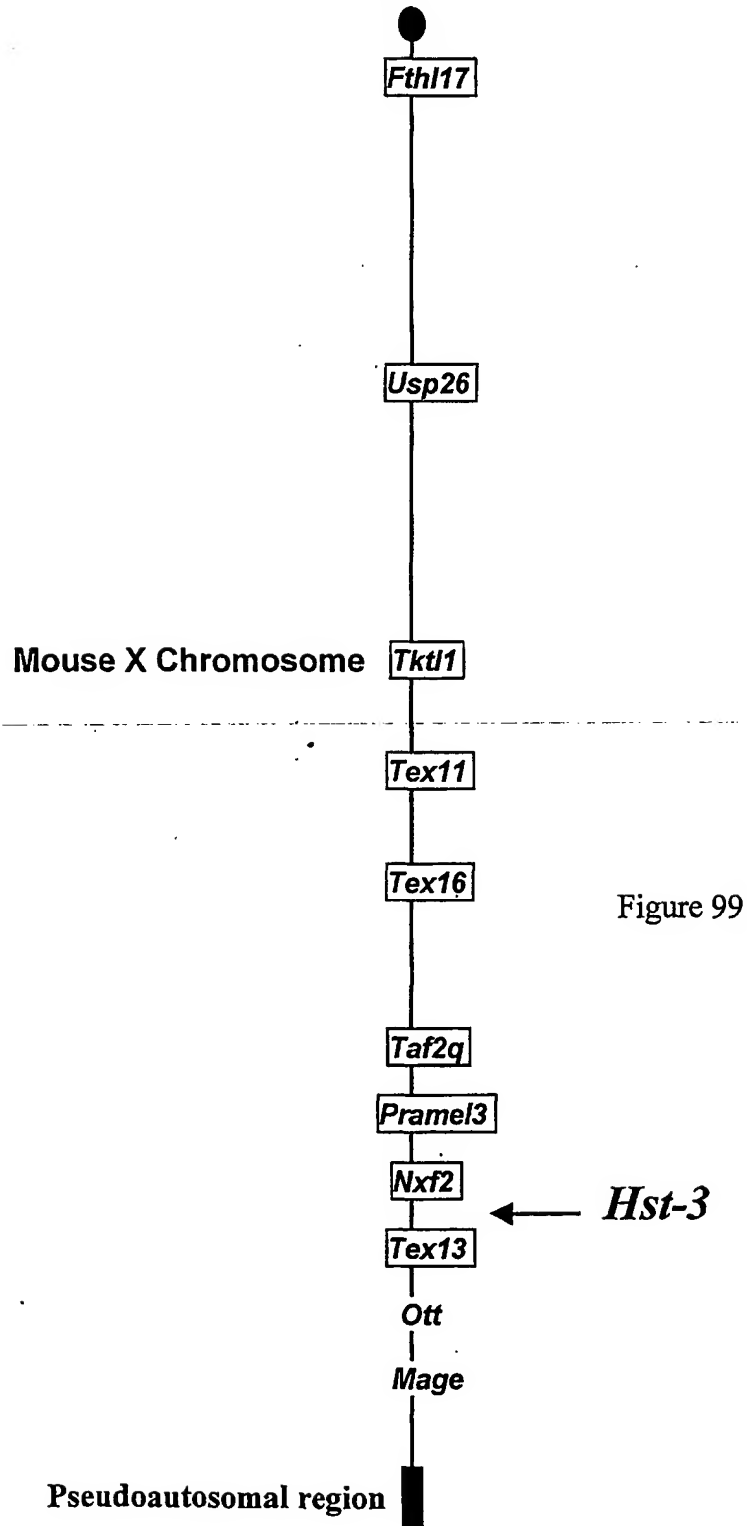 Fthl17
Usp26
Mouse X Chromosome
Tktl1
Tex11
Tex16
Figure 99
Taf2q
Pramel3
Nxf2
Hst-3
Tex13
Ott
Mage
Pseudoautosomal region